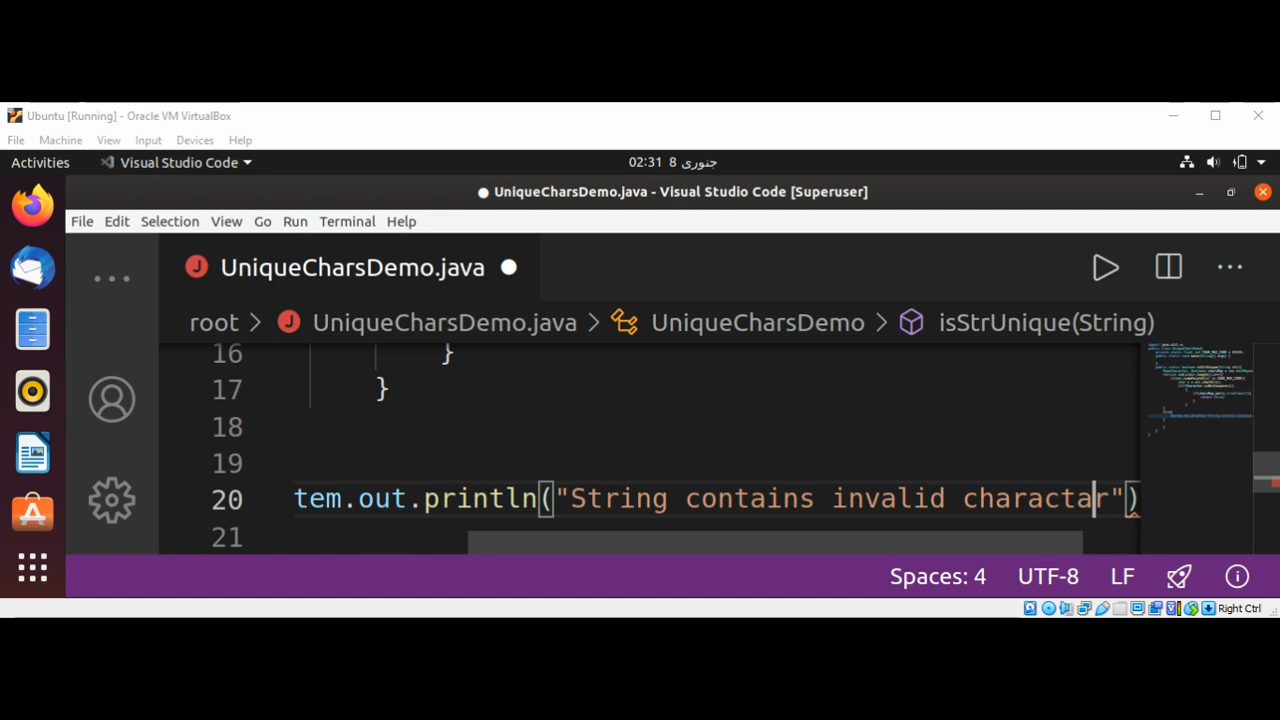 Ubuntu [Running] - Oracle VM VirtualBox
File Machine View Input Devices Help
Activities Visual Studio Code 02:31 8 جنوری
UniqueCharsDemo.java - Visual Studio Code [Superuser]
File Edit Selection View Go Run Terminal Help
J UniqueCharsDemo.java
root > J UniqueCharsDemo.java > UniqueCharsDemo > isStrUnique(String)
16 }
17 }
18
19
20 tem.out.println("String contains invalid charactar")
21
Spaces: 4 UTF-8 LF
Right Ctrl